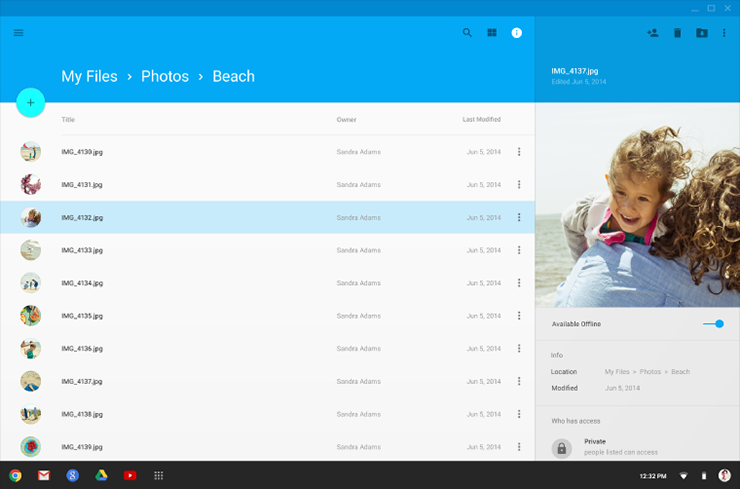 My Files > Photos > Beach
IMG_4137.jpg
Edited Jun 5, 2014
Title Owner Last Modified
IMG_4130.jpg Sandra Adams Jun 5, 2014
IMG_4131.jpg Sandra Adams Jun 5, 2014
IMG_4132.jpg Sandra Adams Jun 5, 2014
IMG_4133.jpg Sandra Adams Jun 5, 2014
IMG_4134.jpg Sandra Adams Jun 5, 2014
IMG_4135.jpg Sandra Adams Jun 5, 2014
IMG_4136.jpg Sandra Adams Jun 5, 2014
IMG_4137.jpg Sandra Adams Jun 5, 2014
IMG_4138.jpg Sandra Adams Jun 5, 2014
IMG_4139.jpg Sandra Adams Jun 5, 2014
Available Offline
Info
Location My Files > Photos > Beach
Modified Jun 5, 2014
Who has access
Private
people listed can access
12:32 PM